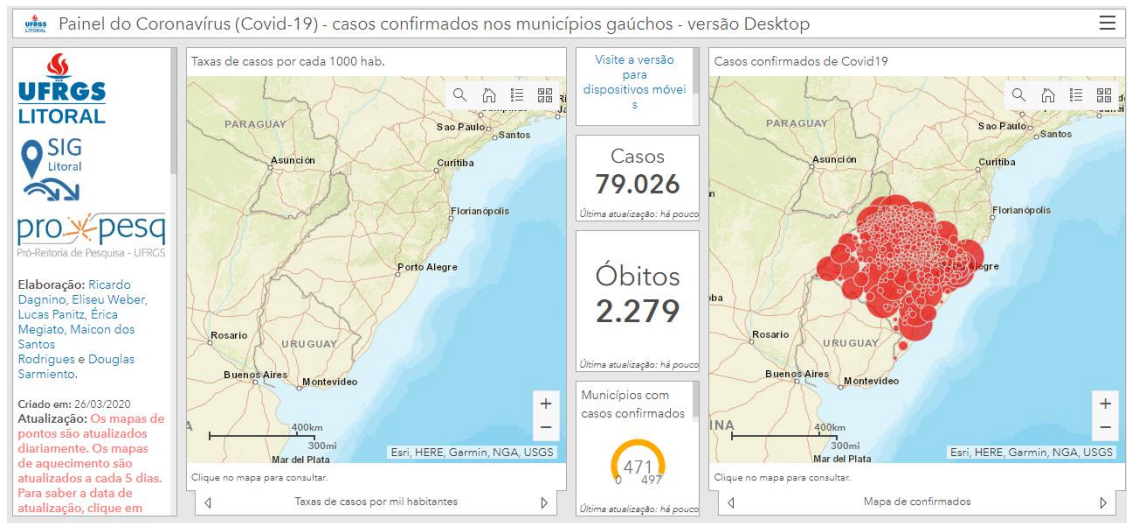 UFRGS
LITORAL
Painel do Coronavírus (Covid-19) - casos confirmados nos municípios gaúchos - versão Desktop
UFRGS
LITORAL
SIG
Litoral
propesq
Pró-Reitoria de Pesquisa - UFRGS
Elaboração: Ricardo
Dagnino, Eliseu Weber,
Lucas Panitz, Érica
Megiato, Maicon dos
Santos
Rodrigues e Douglas
Sarmiento.
Criado em: 26/03/2020
Atualização: Os mapas de
pontos são atualizados
diariamente. Os mapas
de aquecimento são
atualizados a cada 5 dias.
Para saber a data de
atualização, clique em
Taxas de casos por cada 1000 hab.
PARAGUAY
Sao Paulo
Santos
Asunción
Curitiba
Florianópolis
Porto Alegre
Rosario
URUGUAY
Buenos Aires
Montevideo
400km
300mi
Mar del Plata
Esri, HERE, Garmin, NGA, USGS
+
−
Clique no mapa para consultar.
Taxas de casos por mil habitantes
Visite a versão
para
dispositivos móvei
s
Casos
79.026
Última atualização: há pouco
Óbitos
2.279
Última atualização: há pouco
Municípios com
casos confirmados
471
0 497
Última atualização: há pouco
Casos confirmados de Covid19
PARAGUAY
Sao Paulo
Santos
Asunción
Curitiba
Florianópolis
Alegre
ba
Rosario
URUGUAY
Buenos Aires
Montevideo
INA
400km
300mi
Mar del Plata
Esri, HERE, Garmin, NGA, USGS
+
−
Clique no mapa para consultar.
Mapa de confirmados